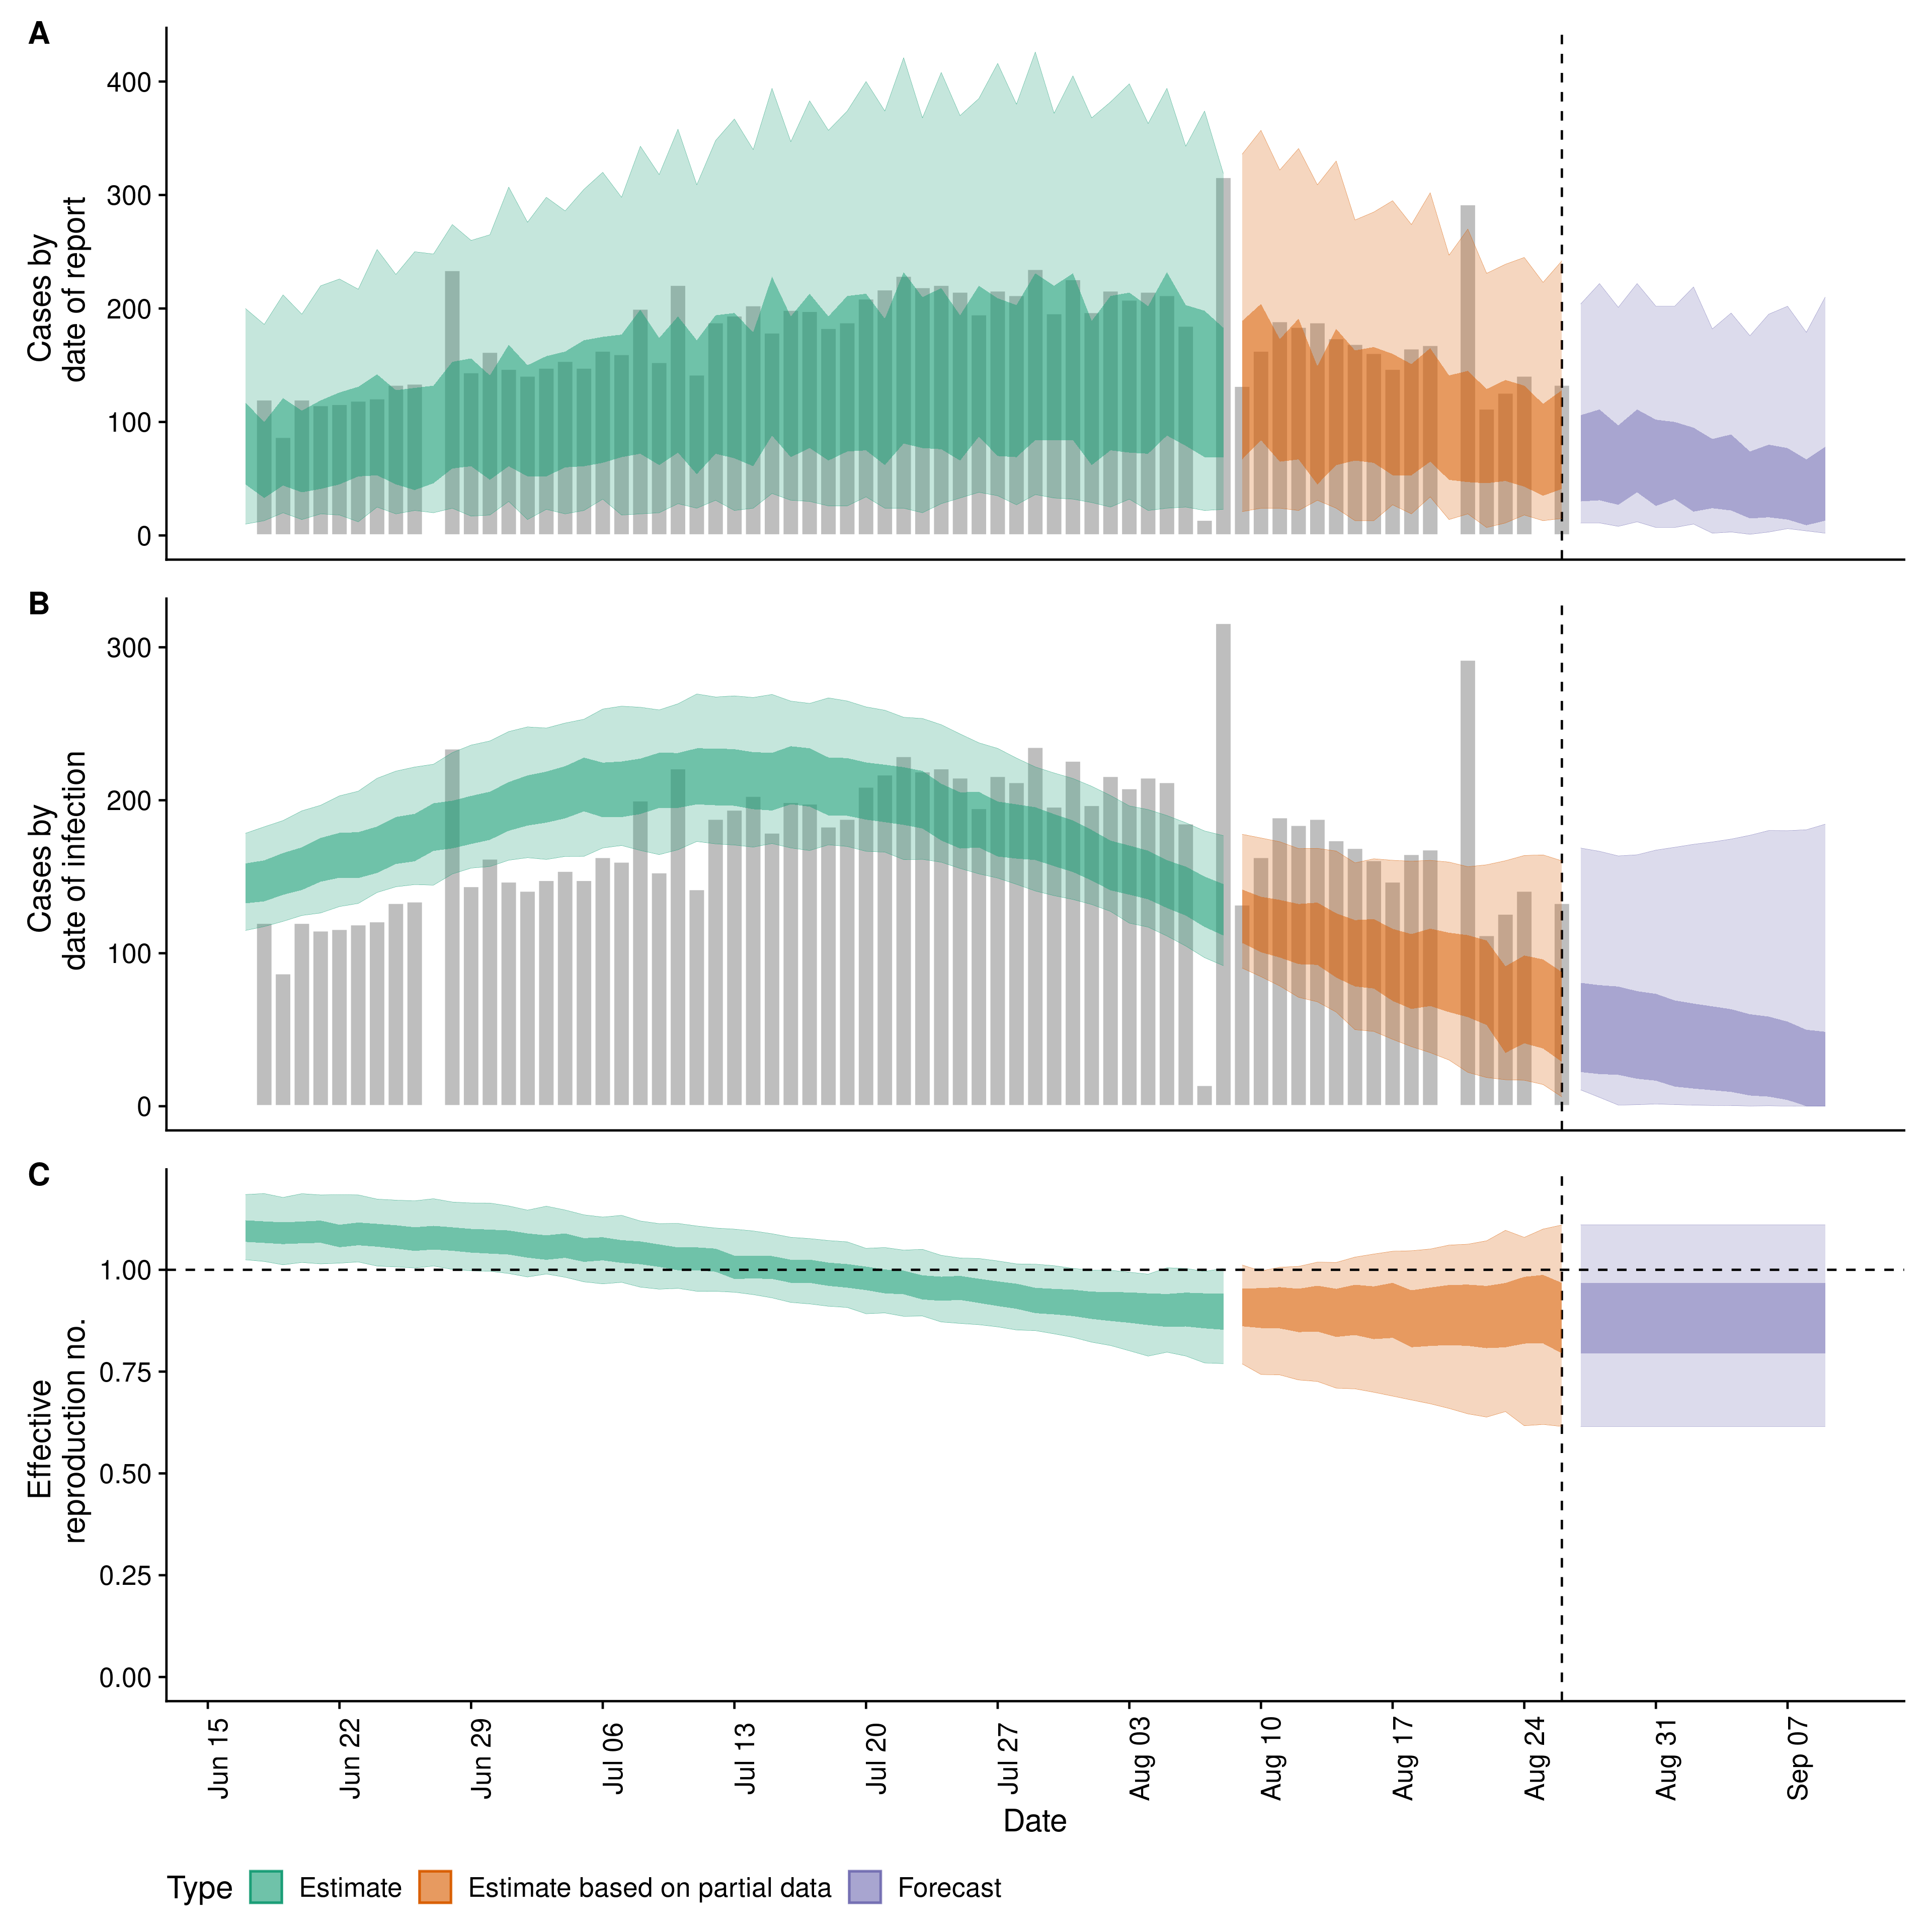 A
Cases by
date of report
400
300
200
100
0
B
Cases by
date of infection
300
200
100
0
C
Effective
reproduction no.
1.00
0.75
0.50
0.25
0.00
Jun 15
Jun 22
Jun 29
Jul 06
Jul 13
Jul 20
Jul 27
Aug 03
Aug 10
Aug 17
Aug 24
Aug 31
Sep 07
Date
Type Estimate Estimate based on partial data Forecast